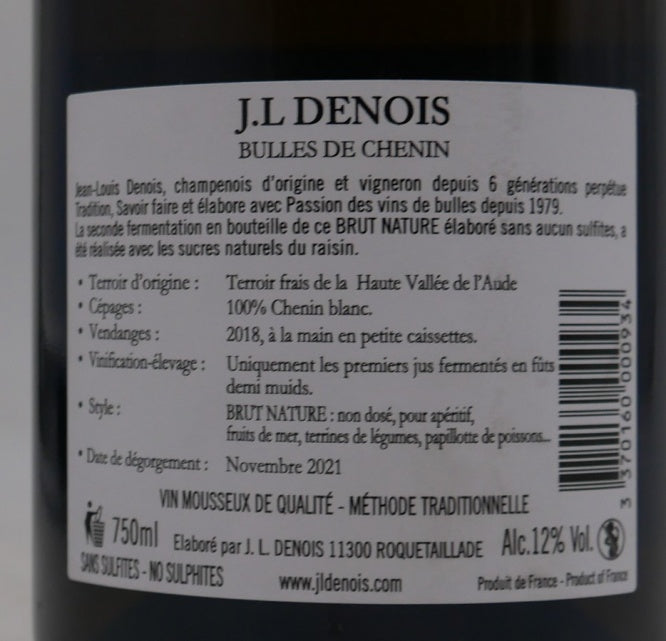 J.L DENOIS
BULLES DE CHENIN
Jean-Louis Denois, champenois d'origine et vigneron depuis 6 générations perpétue
Tradition, Savoir faire et élabore avec Passion des vins de bulles depuis 1979.
La seconde fermentation en bouteille de ce BRUT NATURE élaboré sans aucun sulfites, a
été réalisée avec les sucres naturels du raisin.
• Terroir d'origine : Terroir frais de la Haute Vallée de l'Aude
• Cépages : 100% Chenin blanc.
• Vendanges : 2018, à la main en petite caissettes.
• Vinification-élevage : Uniquement les premiers jus fermentés en fûts
demi muids.
• Style : BRUT NATURE : non dosé, pour apéritif,
fruits de mer, terrines de légumes, papillotte de poissons...
• Date de dégorgement : Novembre 2021
3 370160 000934
VIN MOUSSEUX DE QUALITÉ - MÉTHODE TRADITIONNELLE
750ml Elaboré par J. L. DENOIS 11300 ROQUETAILLADE Alc.12% Vol.
SANS SULFITES - NO SULPHITES www.jldenois.com Produit de France - Product of France